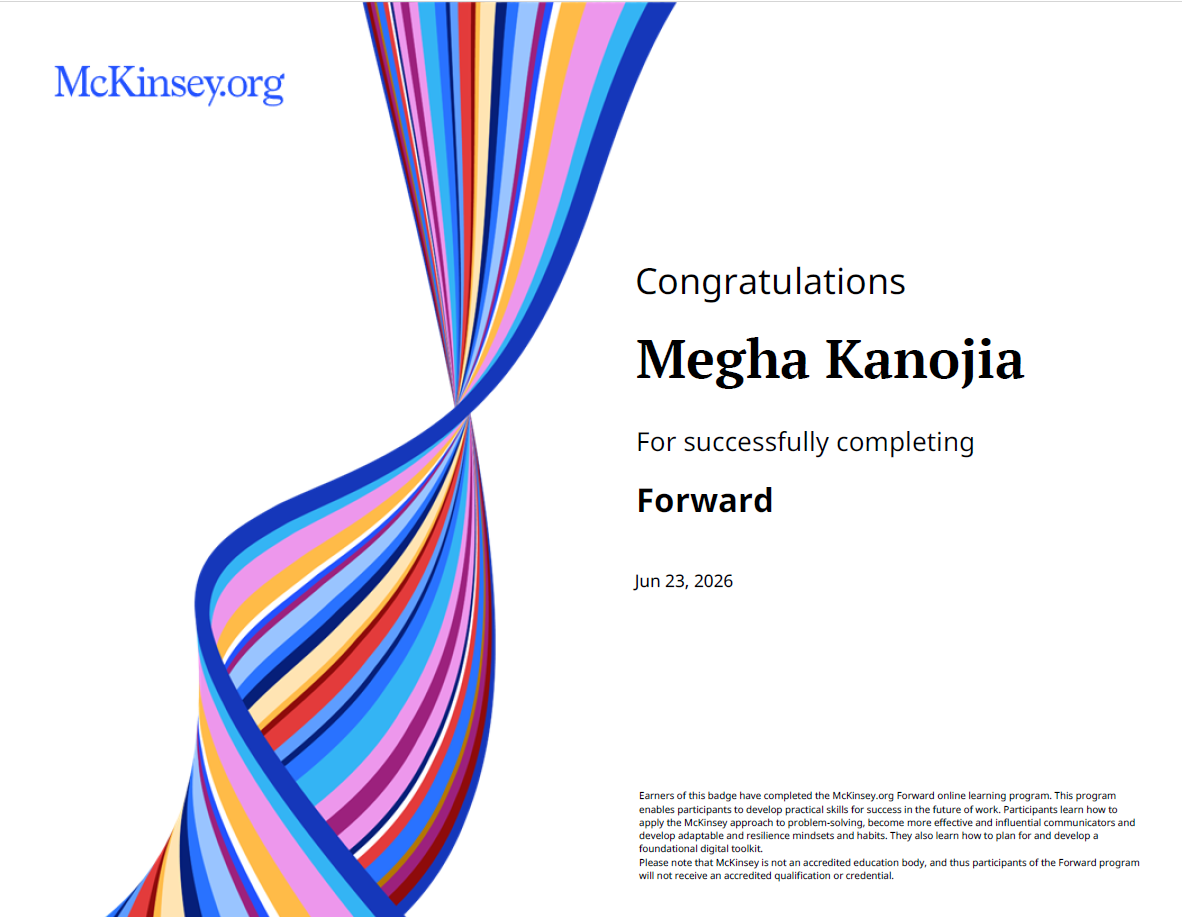 McKinsey.org
Congratulations
Megha Kanojia
For successfully completing
Forward
Jun 23, 2026
Earners of this badge have completed the McKinsey.org Forward online learning program. This program
enables participants to develop practical skills for success in the future of work. Participants learn how to
apply the McKinsey approach to problem-solving, become more effective and influential communicators and
develop adaptable and resilience mindsets and habits. They also learn how to plan for and develop a
foundational digital toolkit.
Please note that McKinsey is not an accredited education body, and thus participants of the Forward program
will not receive an accredited qualification or credential.